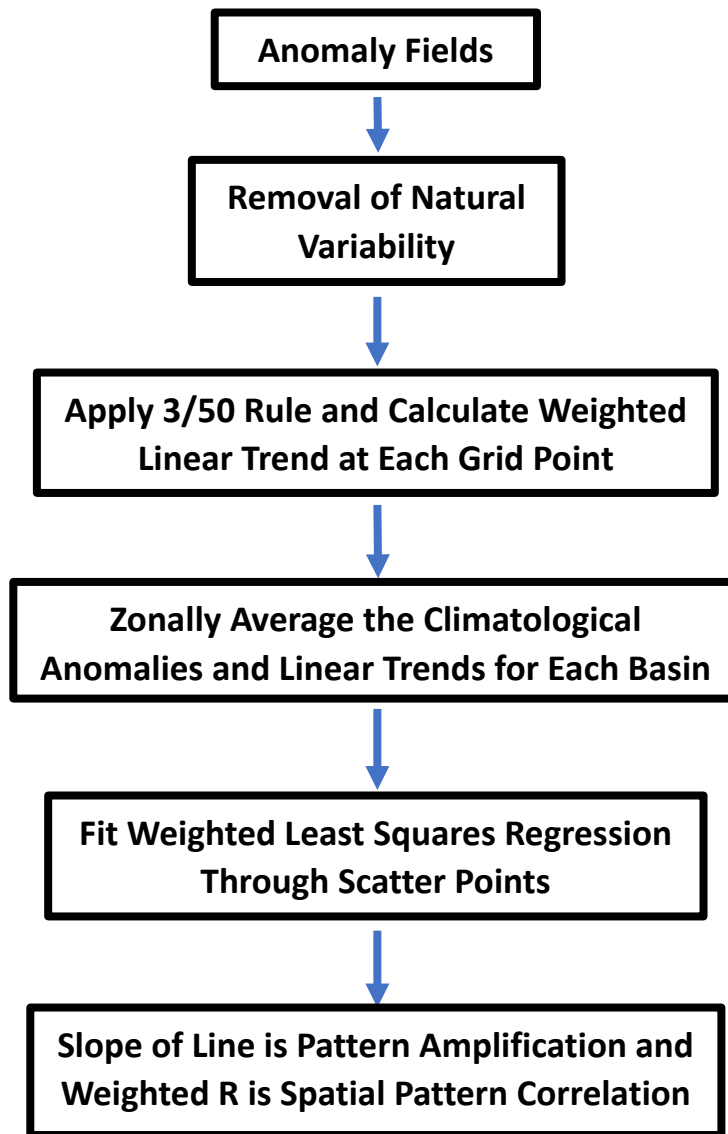 Anomaly Fields
Removal of Natural
Variability
Apply 3/50 Rule and Calculate Weighted
Linear Trend at Each Grid Point
Zonally Average the Climatological
Anomalies and Linear Trends for Each Basin
Fit Weighted Least Squares Regression
Through Scatter Points
Slope of Line is Pattern Amplification and
Weighted R is Spatial Pattern Correlation